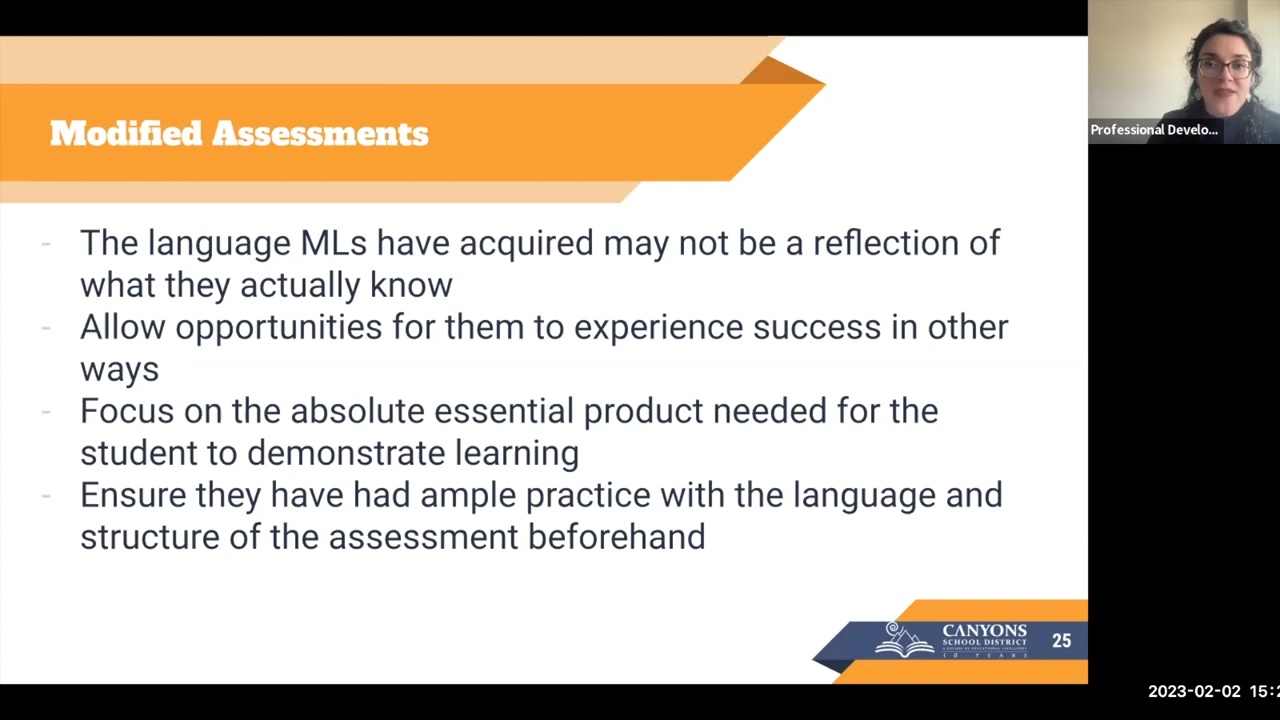 Modified Assessments
- The language MLs have acquired may not be a reflection of
what they actually know
- Allow opportunities for them to experience success in other
ways
- Focus on the absolute essential product needed for the
student to demonstrate learning
- Ensure they have had ample practice with the language and
structure of the assessment beforehand
Professional Develo...
CANYONS
SCHOOL DISTRICT
25
2023-02-02 15:2